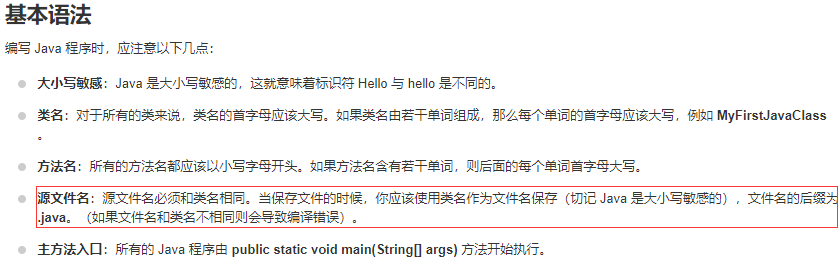 基本语法
编写 Java 程序时，应注意以下几点：
大小写敏感：Java 是大小写敏感的，这就意味着标识符 Hello 与 hello 是不同的。
类名：对于所有的类来说，类名的首字母应该大写。如果类名由若干单词组成，那么每个单词的首字母应该大写，例如 MyFirstJavaClass
。
方法名：所有的方法名都应该以小写字母开头。如果方法名含有若干单词，则后面的每个单词首字母大写。
源文件名：源文件名必须和类名相同。当保存文件的时候，你应该使用类名作为文件名保存（切记 Java 是大小写敏感的），文件名的后缀为
.java。（如果文件名和类名不相同则会导致编译错误）。
主方法入口：所有的 Java 程序由 public static void main(String[] args) 方法开始执行。